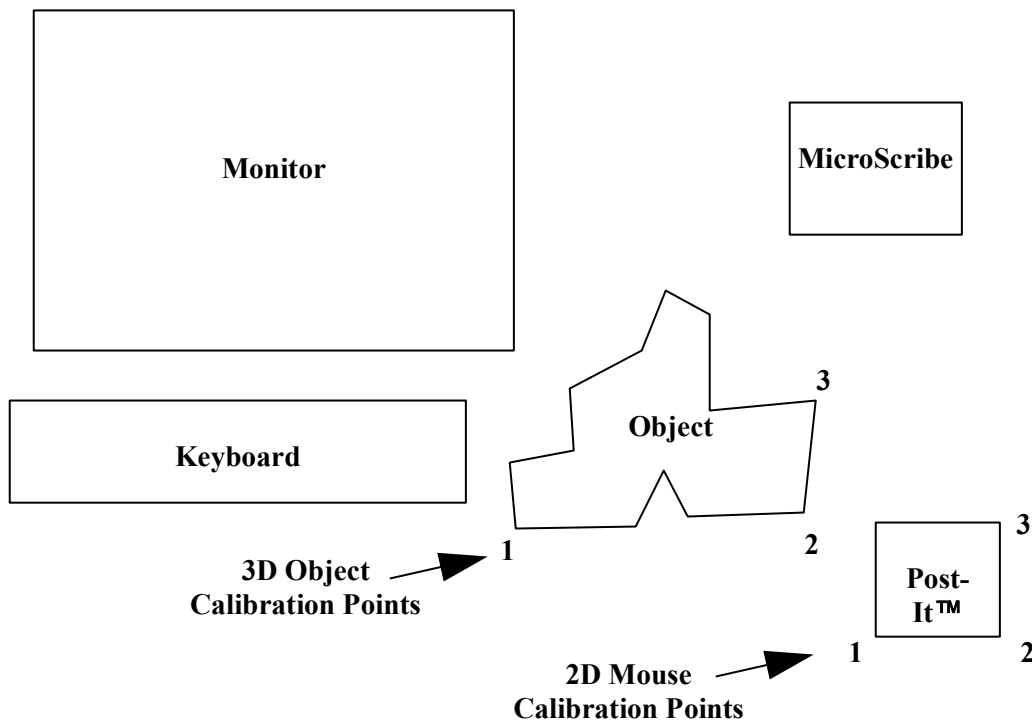 Monitor
MicroScribe
3
Object
Keyboard
1
2
3D Object
Calibration Points
3
Post-
It™
1
2
2D Mouse
Calibration Points